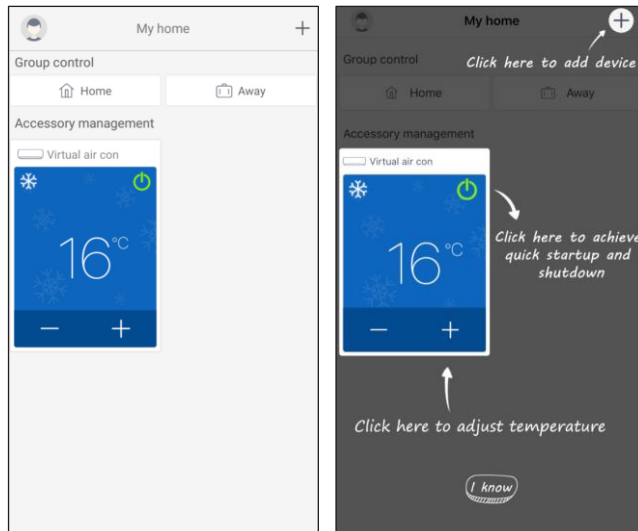 My home
+
Group control
Home
Away
Accessory management
Virtual air con
16°C
− +
My home
+
Click here to add device
Group control
Home
Away
Accessory management
Virtual air con
16°C
Click here to achieve
quick startup and
shutdown
− +
Click here to adjust temperature
I know